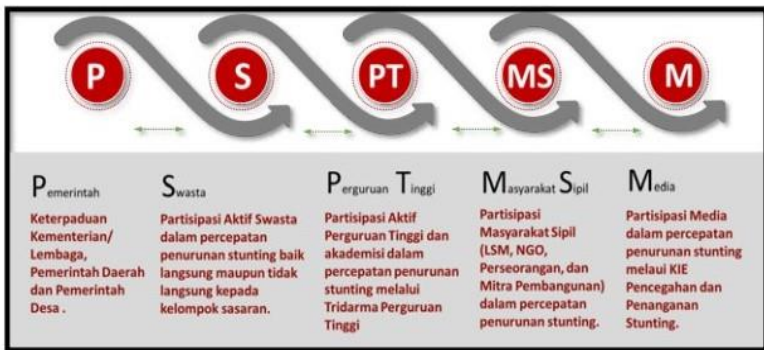 P
S
PT
MS
M
Pemerintah
Keterpaduan
Kementerian/
Lembaga,
Pemerintah Daerah
dan Pemerintah
Desa .
Swasta
Partisipasi Aktif Swasta
dalam percepatan
penurunan stunting baik
langsung maupun tidak
langsung kepada
kelompok sasaran.
Perguruan Tinggi
Partisipasi Aktif
Perguruan Tinggi dan
akademisi dalam
percepatan penurunan
stunting melalui
Tridarma Perguruan
Tinggi
Masyarakat Sipil
Partisipasi
Masyarakat Sipil
(LSM, NGO,
Perseorangan, dan
Mitra Pembangunan)
dalam percepatan
penurunan stunting.
Media
Partisipasi Media
dalam percepatan
penurunan stunting
melaui KIE
Pencegahan dan
Penanganan
Stunting.